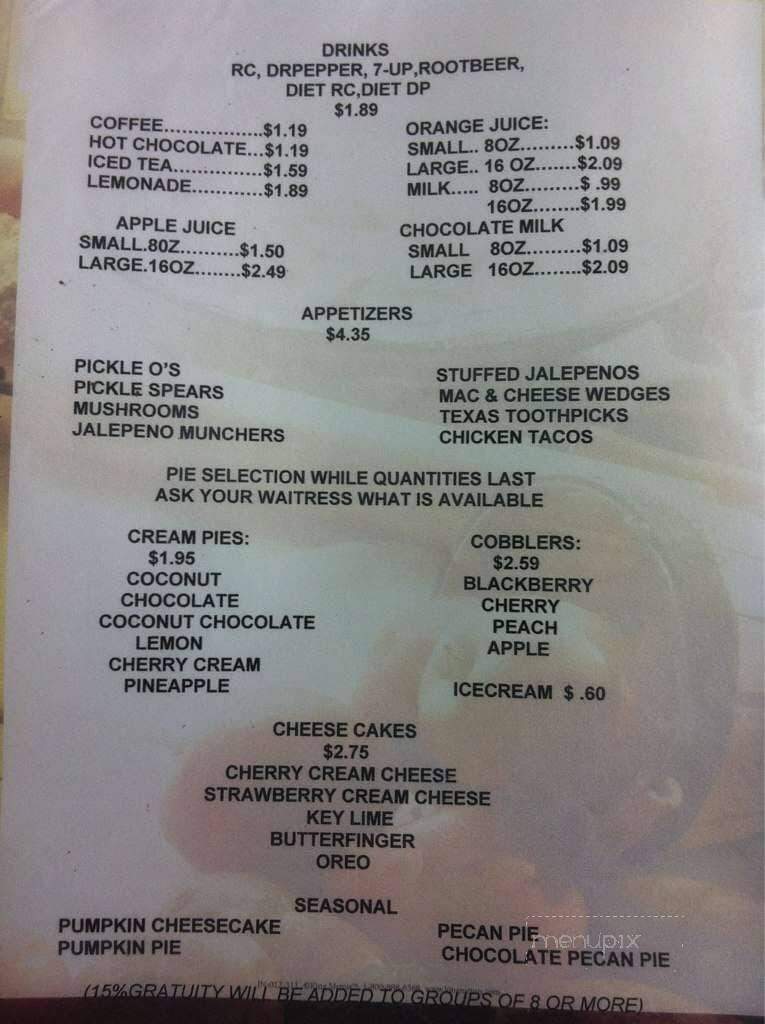 DRINKS
RC, DRPEPPER, 7-UP,ROOTBEER,
DIET RC,DIET DP
$1.89
COFFEE.................$1.19
HOT CHOCOLATE...$1.19
ICED TEA...............$1.59
LEMONADE............$1.89
ORANGE JUICE:
SMALL.. 8OZ.........$1.09
LARGE.. 16 OZ.......$2.09
MILK..... 8OZ.........$ .99
16OZ.......$1.99
APPLE JUICE
SMALL.8OZ..........$1.50
LARGE.16OZ........$2.49
CHOCOLATE MILK
SMALL 8OZ.........$1.09
LARGE 16OZ........$2.09
APPETIZERS
$4.35
PICKLE O'S
PICKLE SPEARS
MUSHROOMS
JALEPENO MUNCHERS
STUFFED JALEPENOS
MAC & CHEESE WEDGES
TEXAS TOOTHPICKS
CHICKEN TACOS
PIE SELECTION WHILE QUANTITIES LAST
ASK YOUR WAITRESS WHAT IS AVAILABLE
CREAM PIES:
$1.95
COCONUT
CHOCOLATE
COCONUT CHOCOLATE
LEMON
CHERRY CREAM
PINEAPPLE
COBBLERS:
$2.59
BLACKBERRY
CHERRY
PEACH
APPLE
ICECREAM $ .60
CHEESE CAKES
$2.75
CHERRY CREAM CHEESE
STRAWBERRY CREAM CHEESE
KEY LIME
BUTTERFINGER
OREO
SEASONAL
PUMPKIN CHEESECAKE
PUMPKIN PIE
PECAN PIE
CHOCOLATE PECAN PIE
menupix
(15%GRATUITY WILL BE ADDED TO GROUPS OF 8 OR MORE)